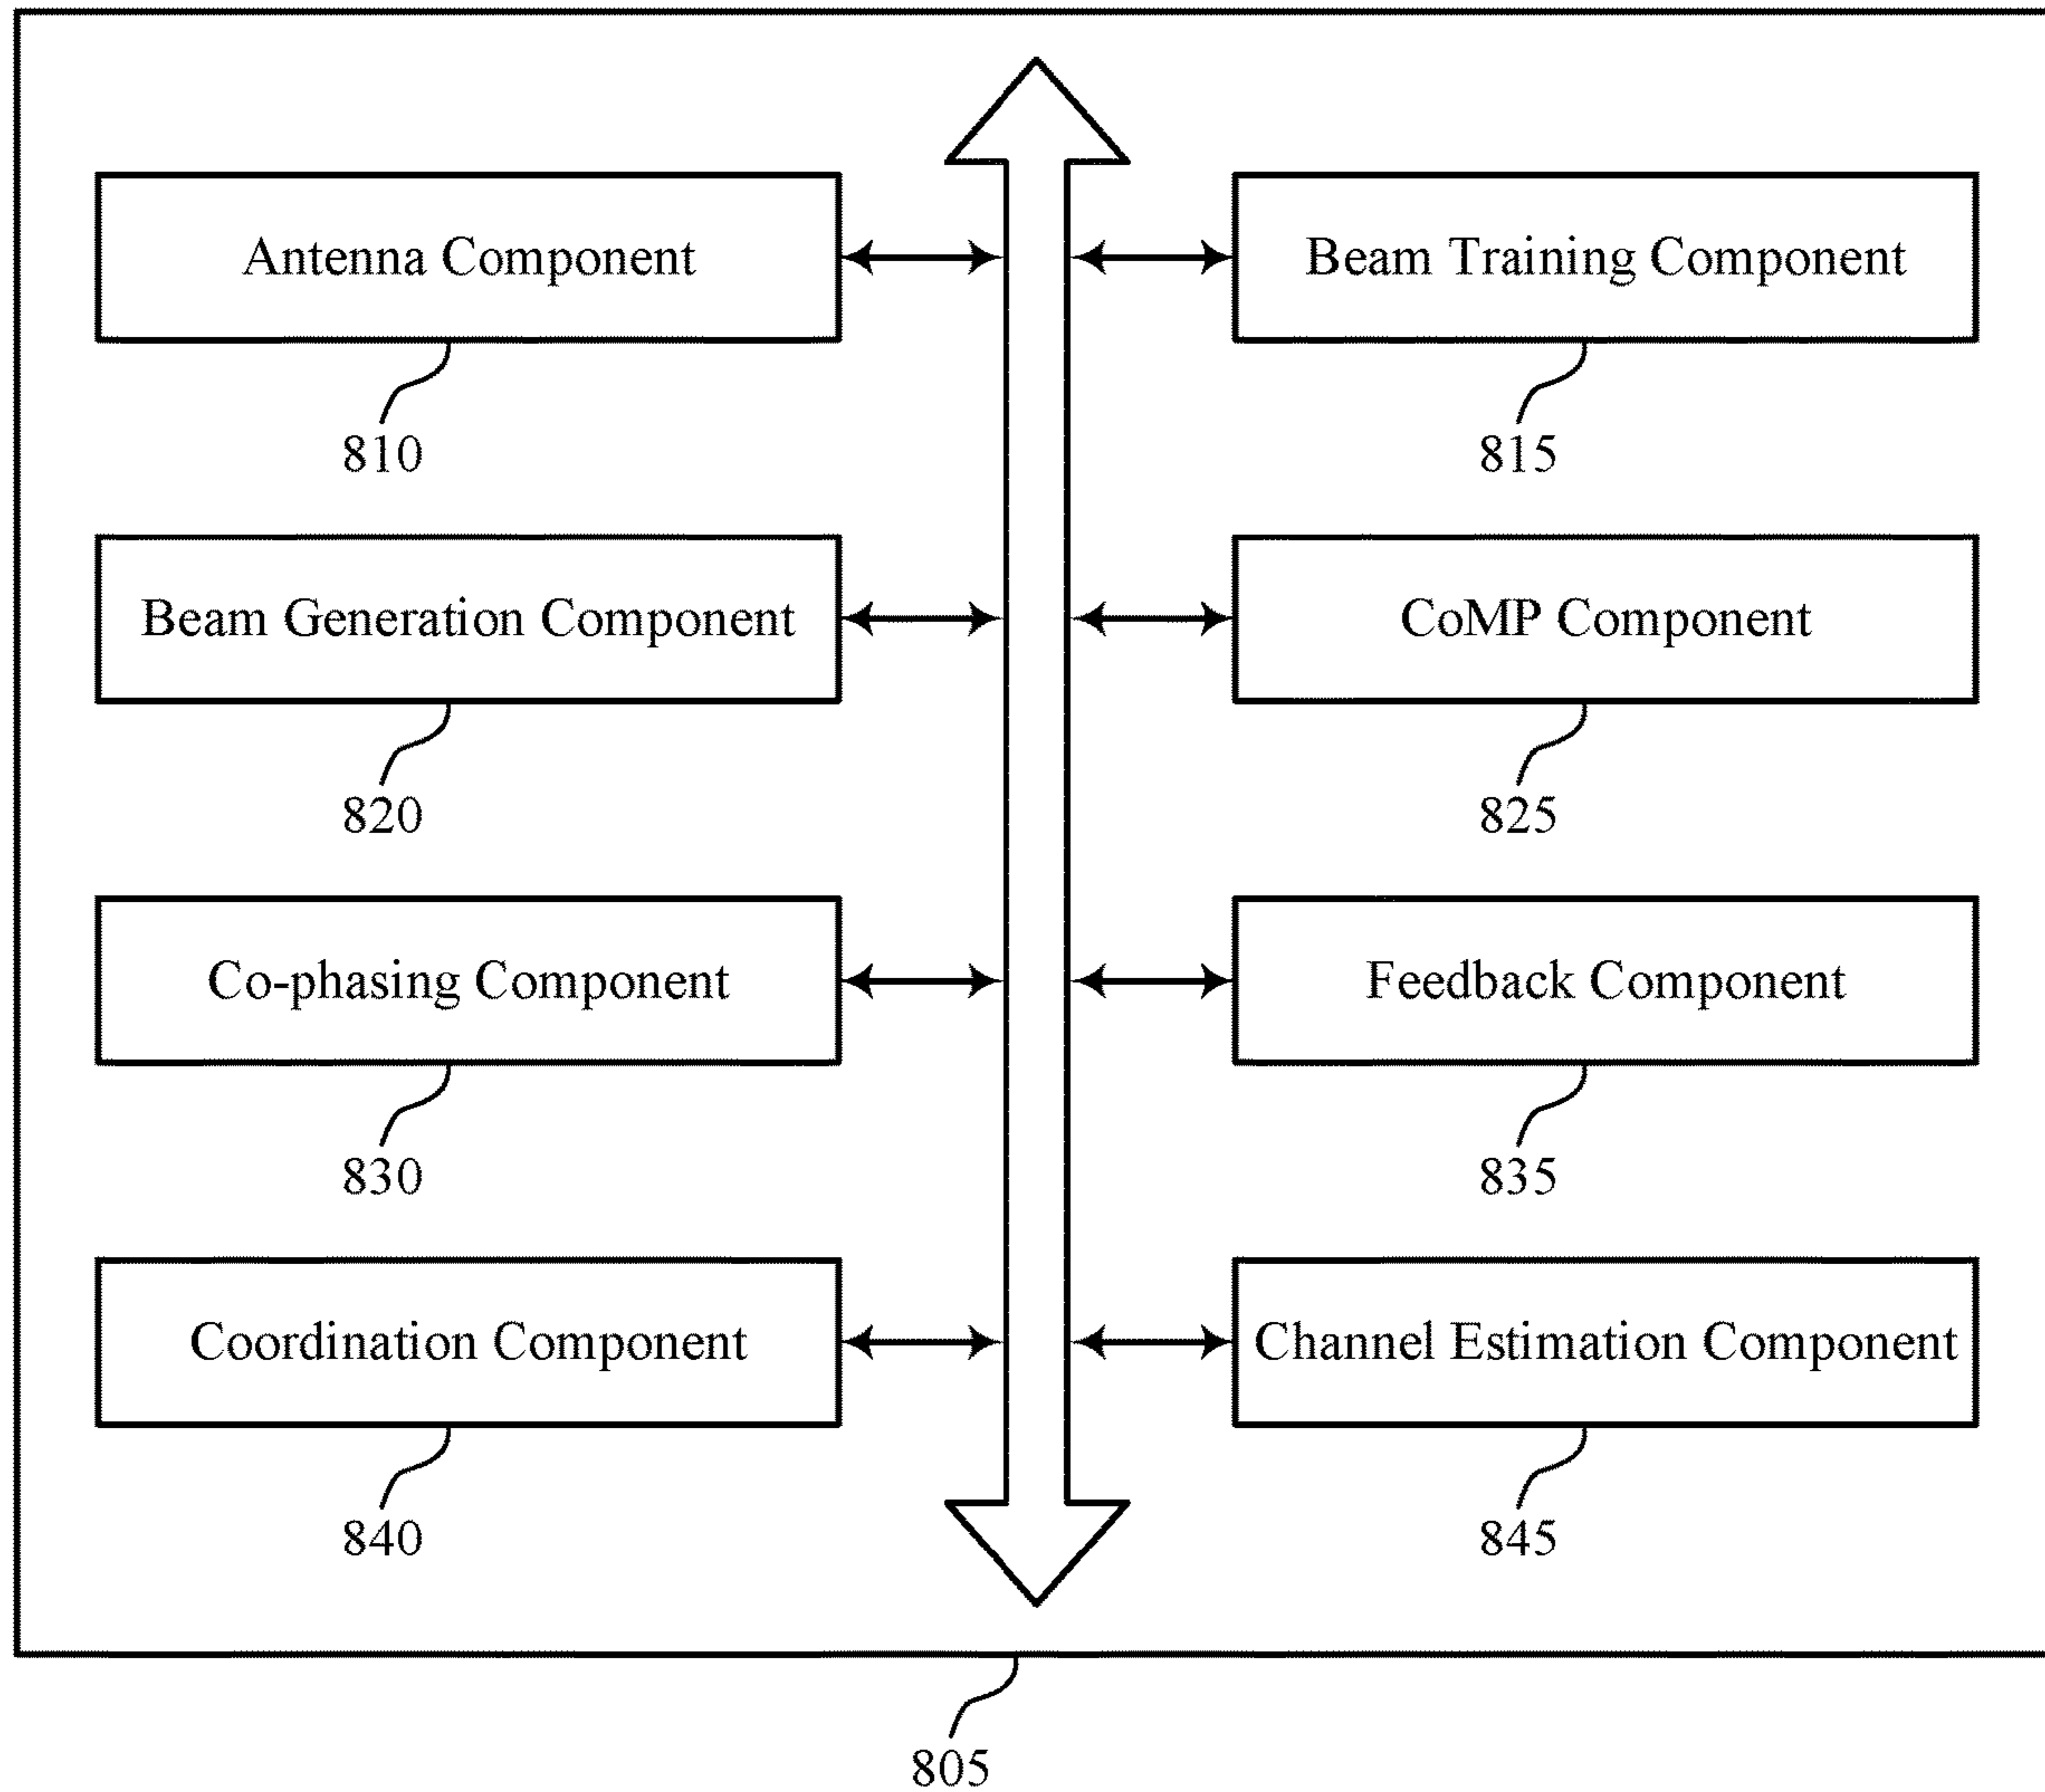 Antenna Component
Beam Training Component
810
815
Beam Generation Component
CoMP Component
820
825
Co-phasing Component
Feedback Component
830
835
Coordination Component
Channel Estimation Component
840
845
805